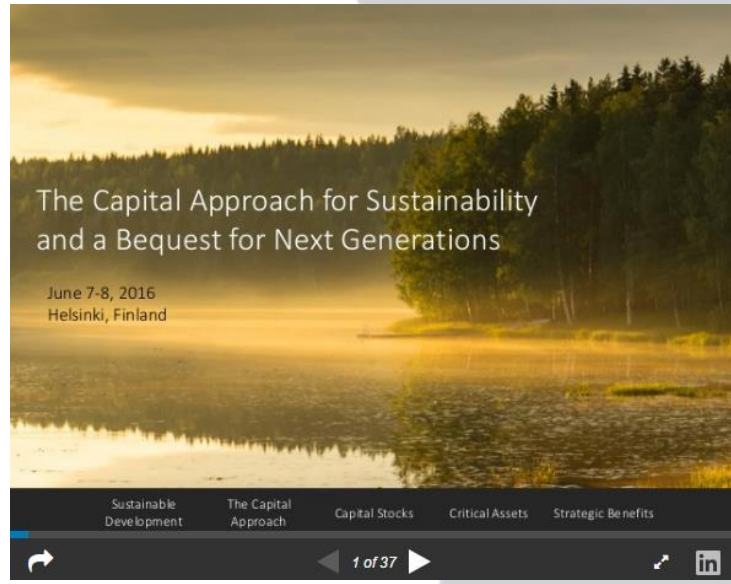 The Capital Approach for Sustainability
and a Bequest for Next Generations
June 7-8, 2016
Helsinki, Finland
Sustainable
Development
The Capital
Approach
Capital Stocks
Critical Assets
Strategic Benefits
1 of 37
in